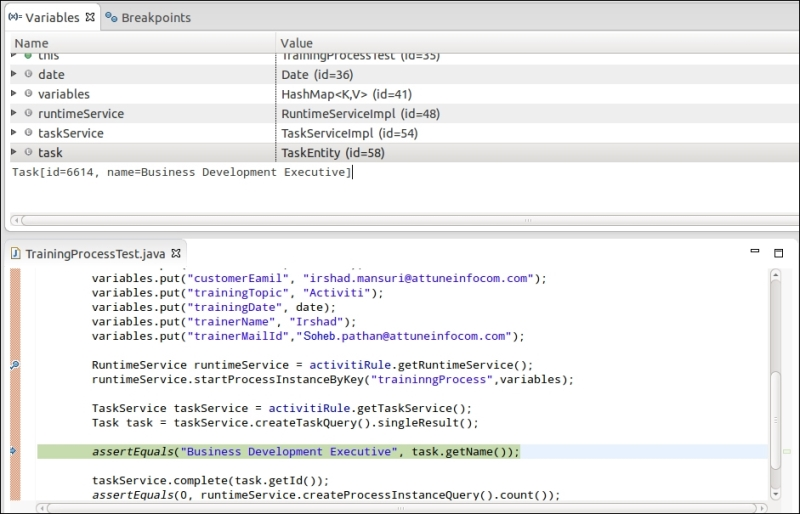 (x)= Variables Breakpoints
Name Value
this TrainingProcessTest (id=35)
date Date (id=36)
variables HashMap<K,V> (id=41)
runtimeService RuntimeServiceImpl (id=48)
taskService TaskServiceImpl (id=54)
task TaskEntity (id=58)
Task[id=6614, name=Business Development Executive]
TrainingProcessTest.java
variables.put("customerEamil", "irshad.mansuri@attuneinfocom.com");
variables.put("trainingTopic", "Activiti");
variables.put("trainingDate", date);
variables.put("trainerName", "Irshad");
variables.put("trainerMailId","Soheb.pathan@attuneinfocom.com");
RuntimeService runtimeService = activitiRule.getRuntimeService();
runtimeService.startProcessInstanceByKey("traininngProcess",variables);
TaskService taskService = activitiRule.getTaskService();
Task task = taskService.createTaskQuery().singleResult();
assertEquals("Business Development Executive", task.getName());
taskService.complete(task.getId());
assertEquals(0, runtimeService.createProcessInstanceQuery().count());